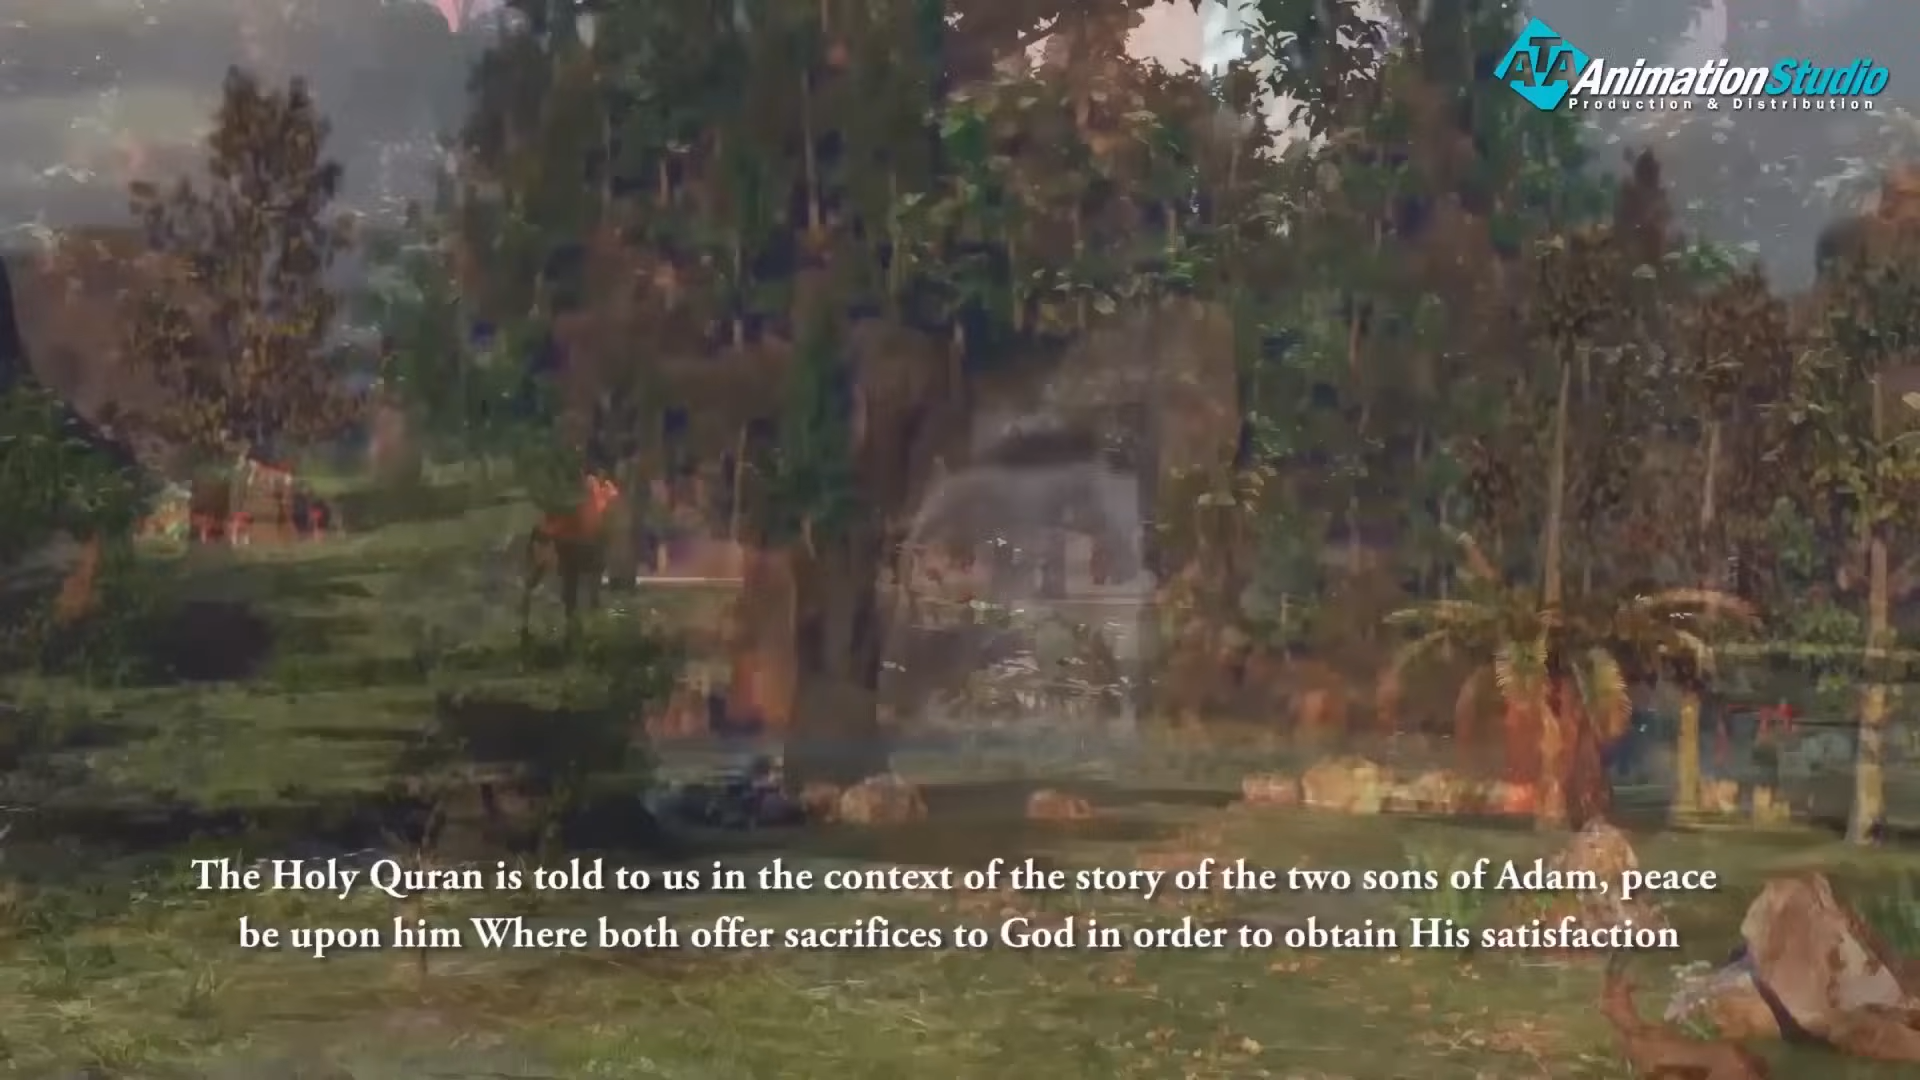 ATA AnimationStudio
Production & Distribution
The Holy Quran is told to us in the context of the story of the two sons of Adam, peace
be upon him Where both offer sacrifices to God in order to obtain His satisfaction